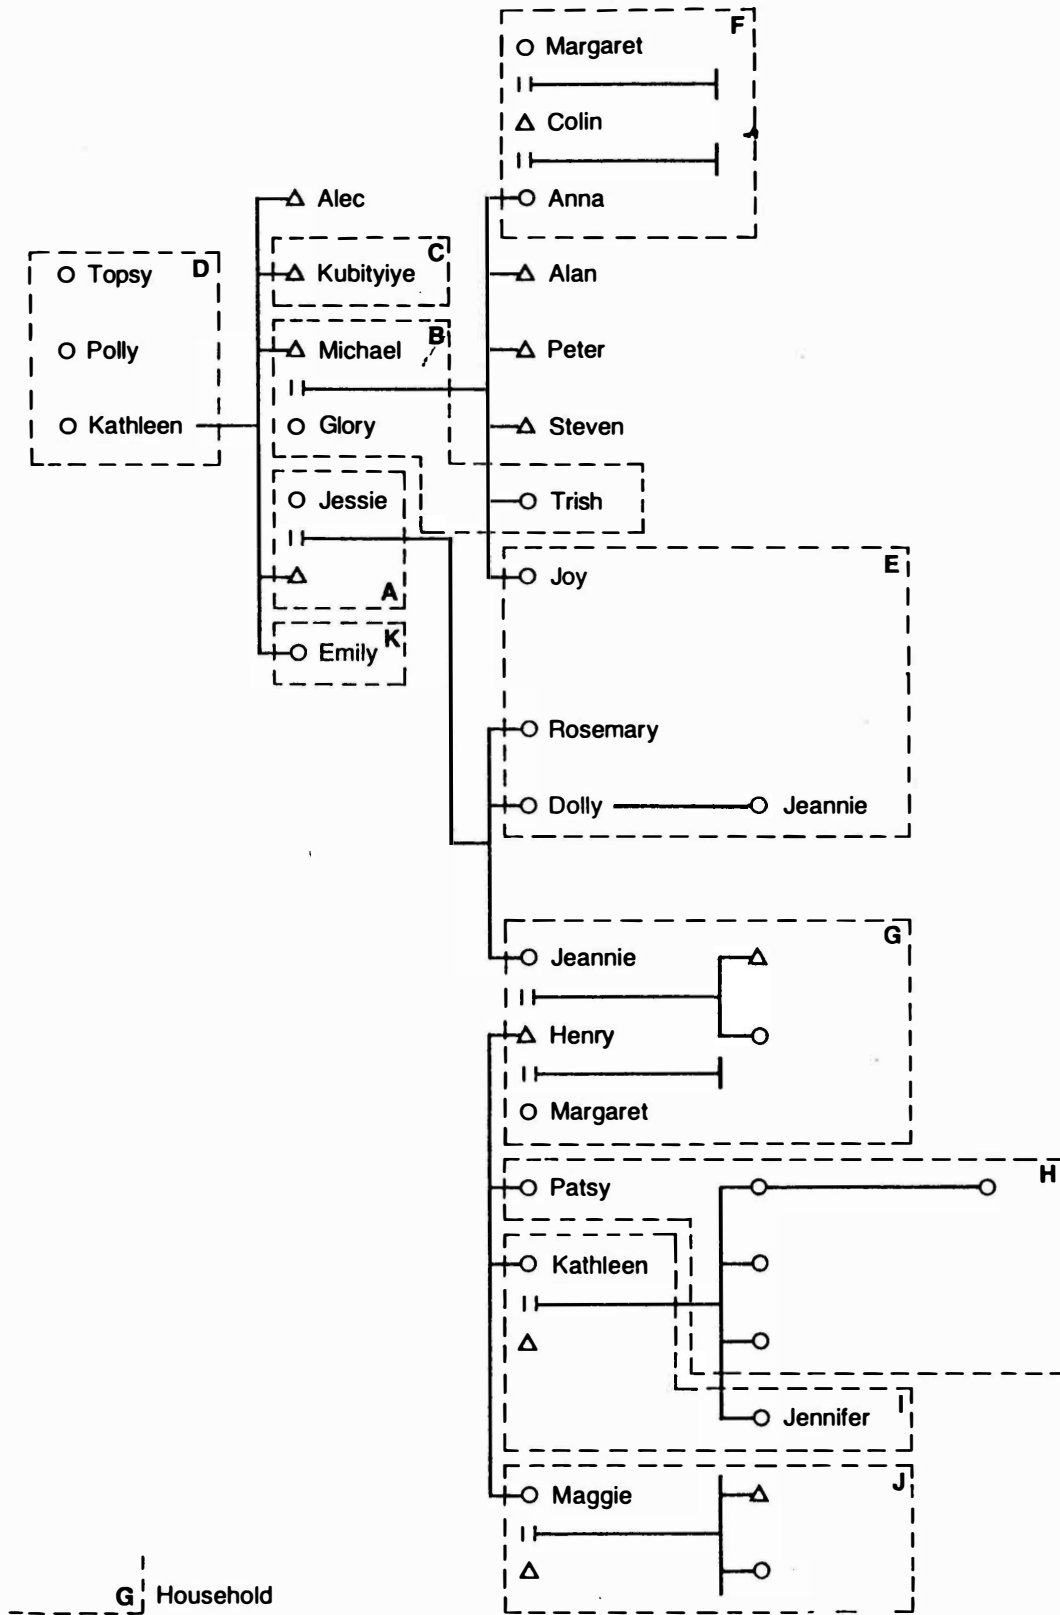 F
Margaret
Colin
Alec
Anna
D
Topsy
C
Kubityiye
Alan
Polly
B
Michael
Peter
Kathleen
Glory
Steven
Jessie
Trish
A
E
Joy
K
Emily
Rosemary
Dolly
Jeannie
G
Jeannie
Henry
Margaret
H
Patsy
Kathleen
I
Jennifer
J
Maggie
G Household